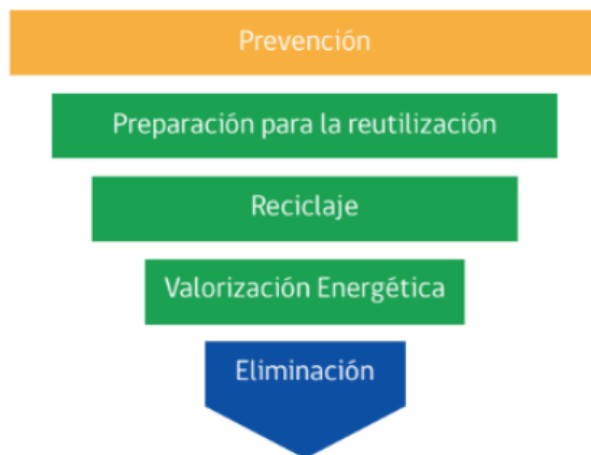 Prevención
Preparación para la reutilización
Reciclaje
Valorización Energética
Eliminación